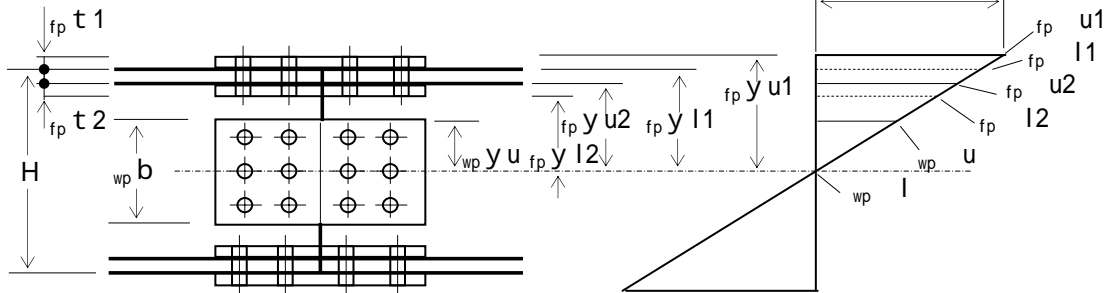 fp t 1
fp t 2
H
wp b
wp y u
fp y l2
fp y u2
fp y l1
fp y u1
fp u1
fp l1
fp u2
fp l2
wp u
wp l